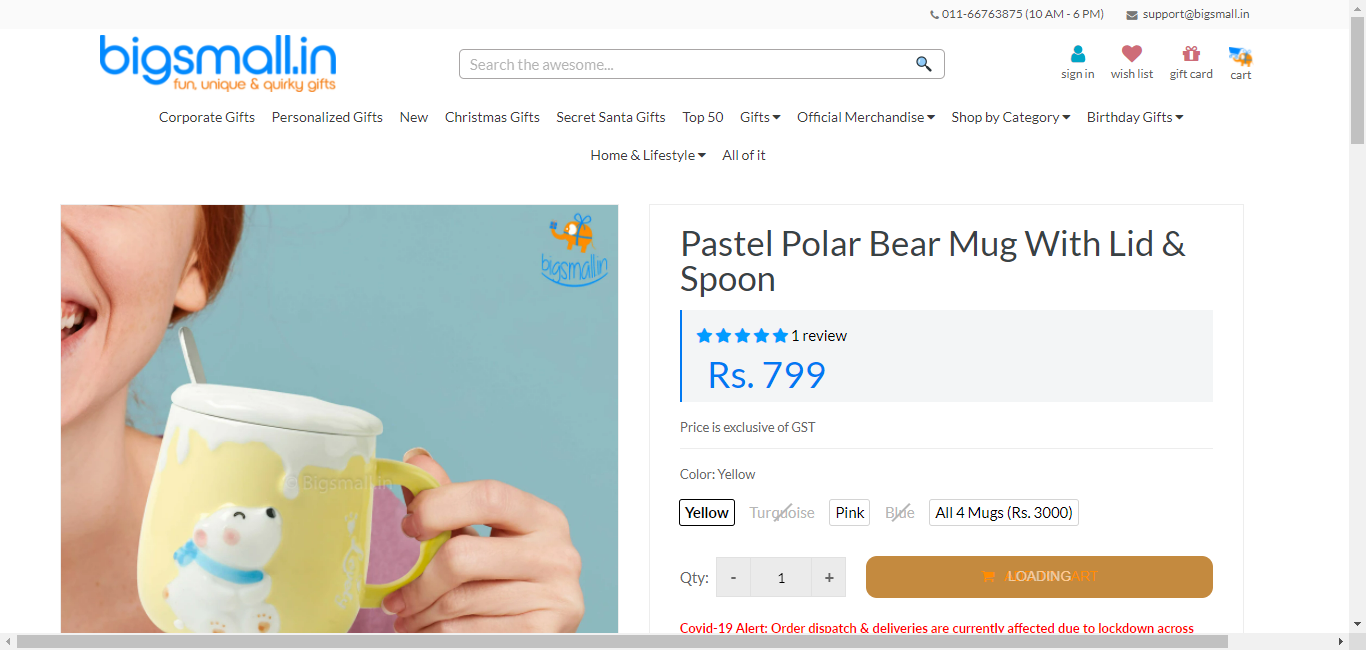 011-66763875 (10 AM - 6 PM) support@bigsmall.in
bigsmall.in
fun, unique & quirky gifts
Search the awesome...
sign in wish list gift card cart
Corporate Gifts Personalized Gifts New Christmas Gifts Secret Santa Gifts Top 50 Gifts Official Merchandise Shop by Category Birthday Gifts
Home & Lifestyle All of it
bigsmall.in
© Bigsmall.in
Pastel Polar Bear Mug With Lid & Spoon
1 review
Rs. 799
Price is exclusive of GST
Color: Yellow
Yellow Turquoise Pink Blue All 4 Mugs (Rs. 3000)
Qty: - 1 + LOADING
Covid-19 Alert: Order dispatch & deliveries are currently affected due to lockdown across